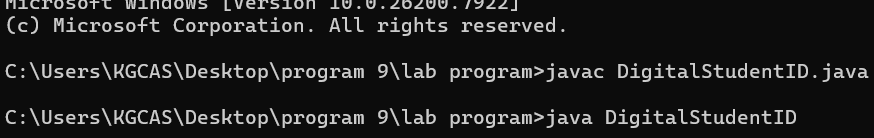 Microsoft Windows [Version 10.0.26200.7922]
(c) Microsoft Corporation. All rights reserved.
C:\Users\KGCAS\Desktop\program 9\lab program>javac DigitalStudentID.java
C:\Users\KGCAS\Desktop\program 9\lab program>java DigitalStudentID